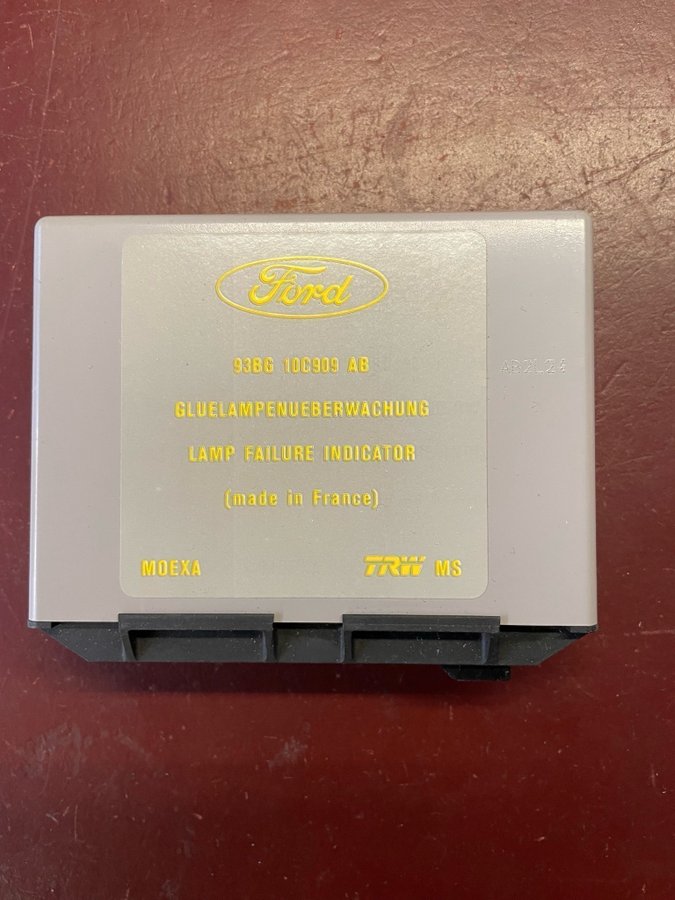 Ford
93BG 10C909 AB
GLUELAMPENUEBERWACHUNG
LAMP FAILURE INDICATOR
(made in France)
MOEXA
TRW MS